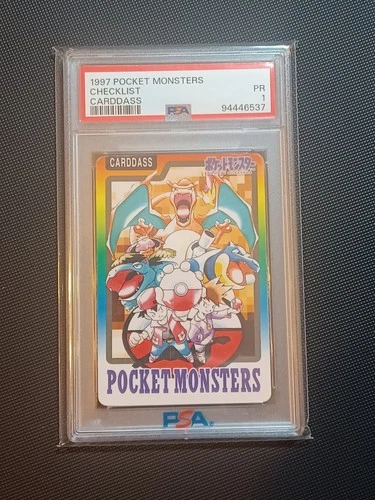 1997 POCKET MONSTERS
CHECKLIST
PR
CARDDASS
PSA
1
94446537
CARDDASS
ポケットモンスター
POCKET MONSTERS
PSA